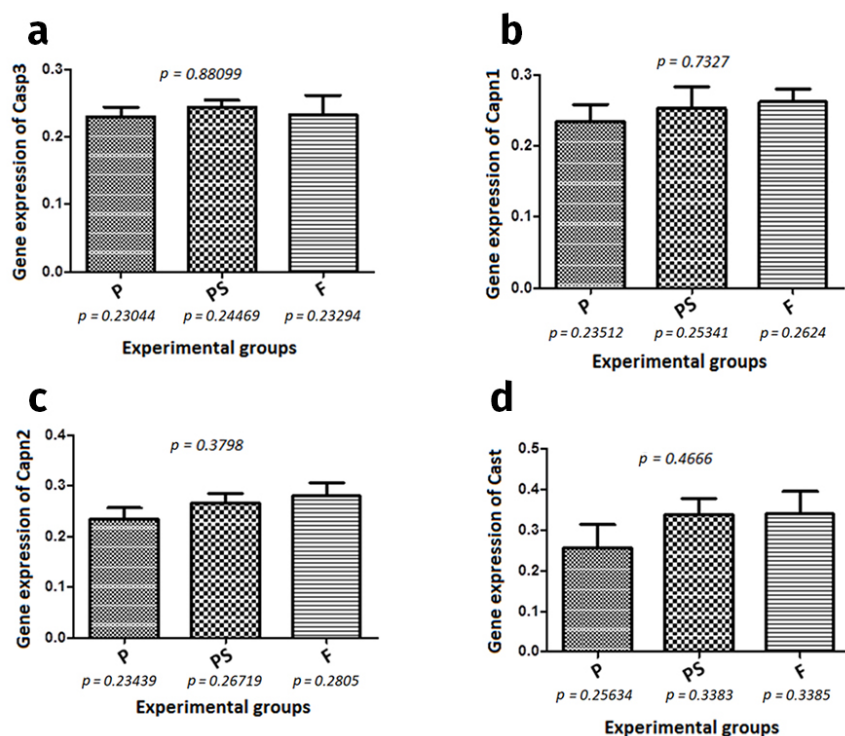 a
p = 0.88099
Gene expression of Casp3
0.3
0.2
0.1
0.0
P PS F
p = 0.23044 p = 0.24469 p = 0.23294
Experimental groups
b
p = 0.7327
Gene expression of Capn1
0.3
0.2
0.1
0.0
P PS F
p = 0.23512 p = 0.25341 p = 0.2624
Experimental groups
c
p = 0.3798
Gene expression of Capn2
0.4
0.3
0.2
0.1
0.0
P PS F
p = 0.23439 p = 0.26719 p = 0.2805
Experimental groups
d
p = 0.4666
Gene expression of Cast
0.5
0.4
0.3
0.2
0.1
0.0
P PS F
p = 0.25634 p = 0.3383 p = 0.3385
Experimental groups